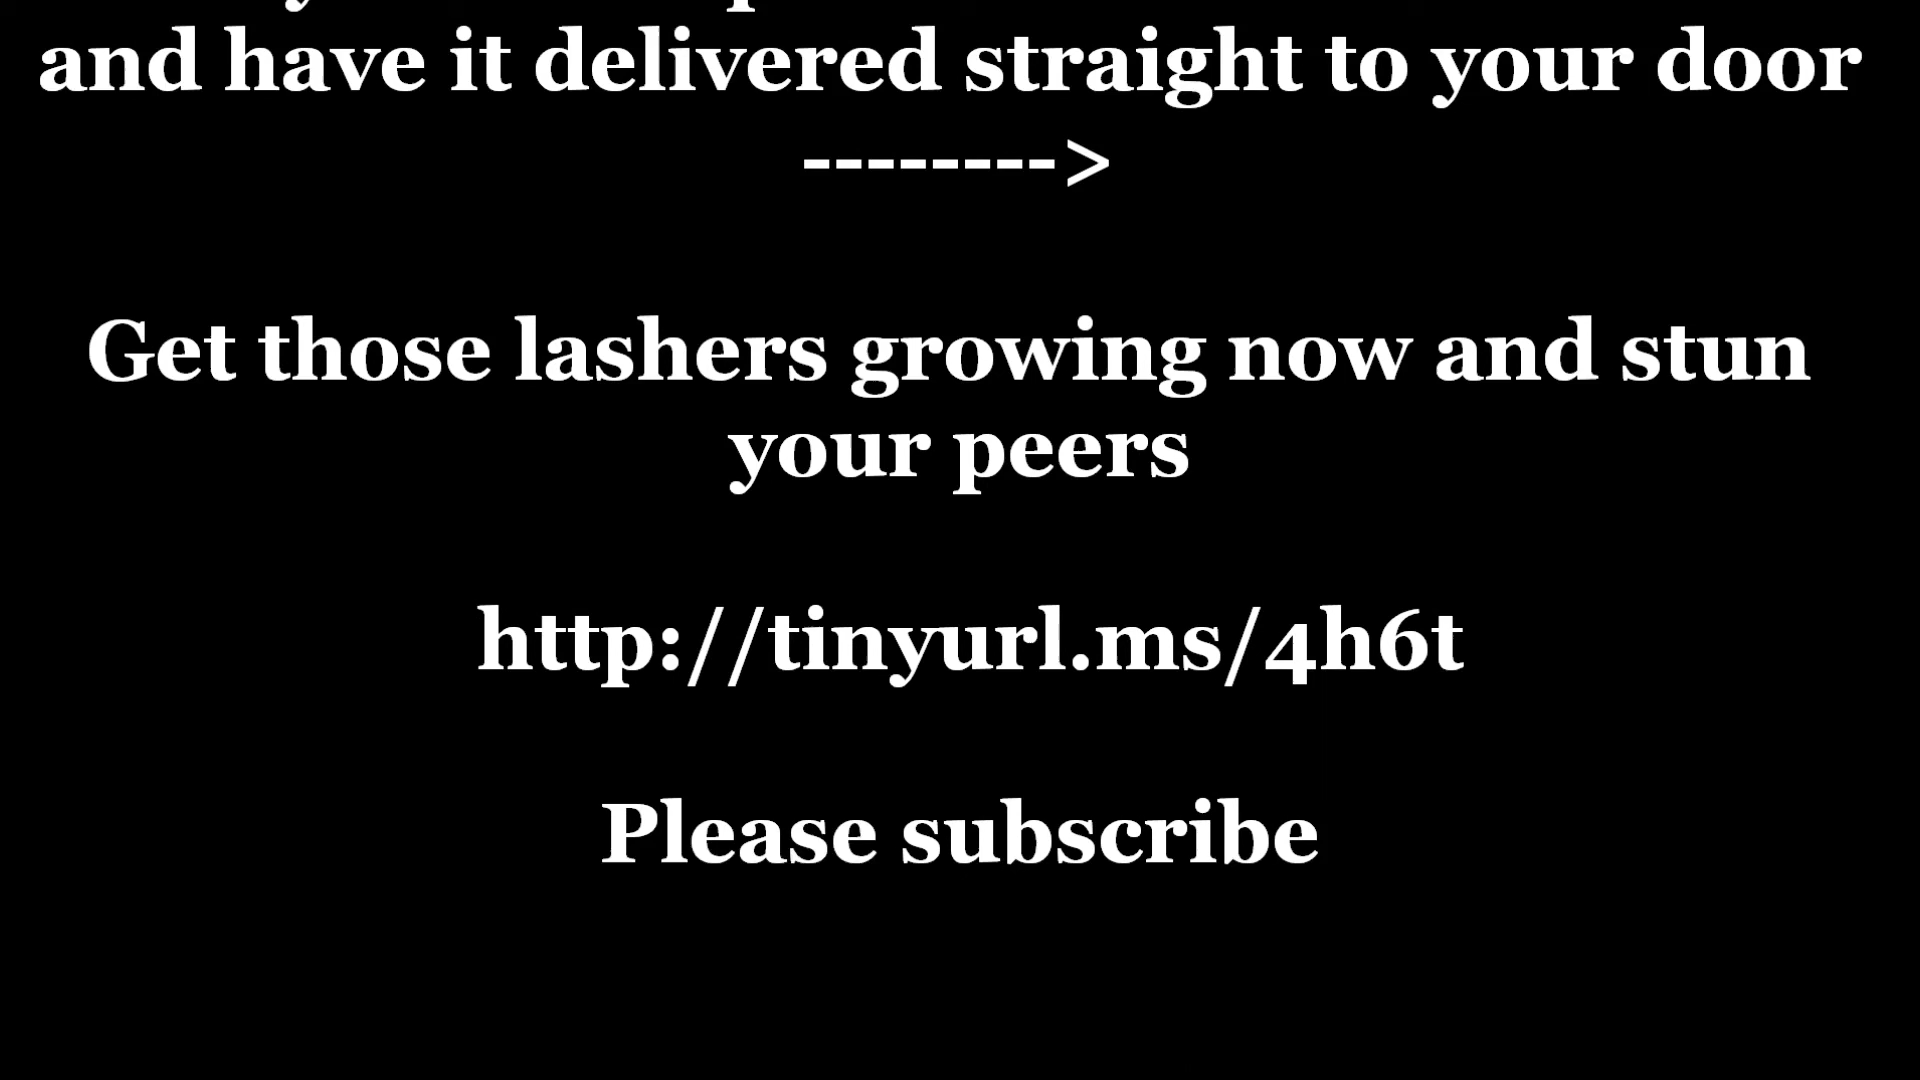 and have it delivered straight to your door
-------->
Get those lashers growing now and stun
your peers
http://tinyurl.ms/4h6t
Please subscribe